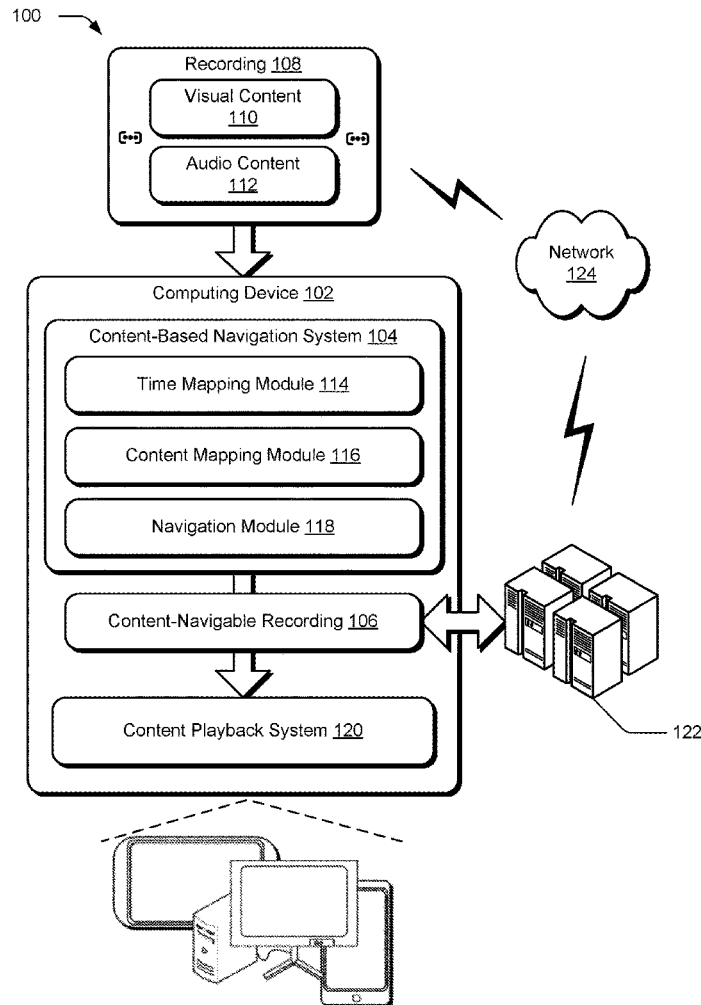 100
Recording 108
Visual Content
110
Audio Content
112
Network
124
Computing Device 102
Content-Based Navigation System 104
Time Mapping Module 114
Content Mapping Module 116
Navigation Module 118
Content-Navigable Recording 106
Content Playback System 120
122